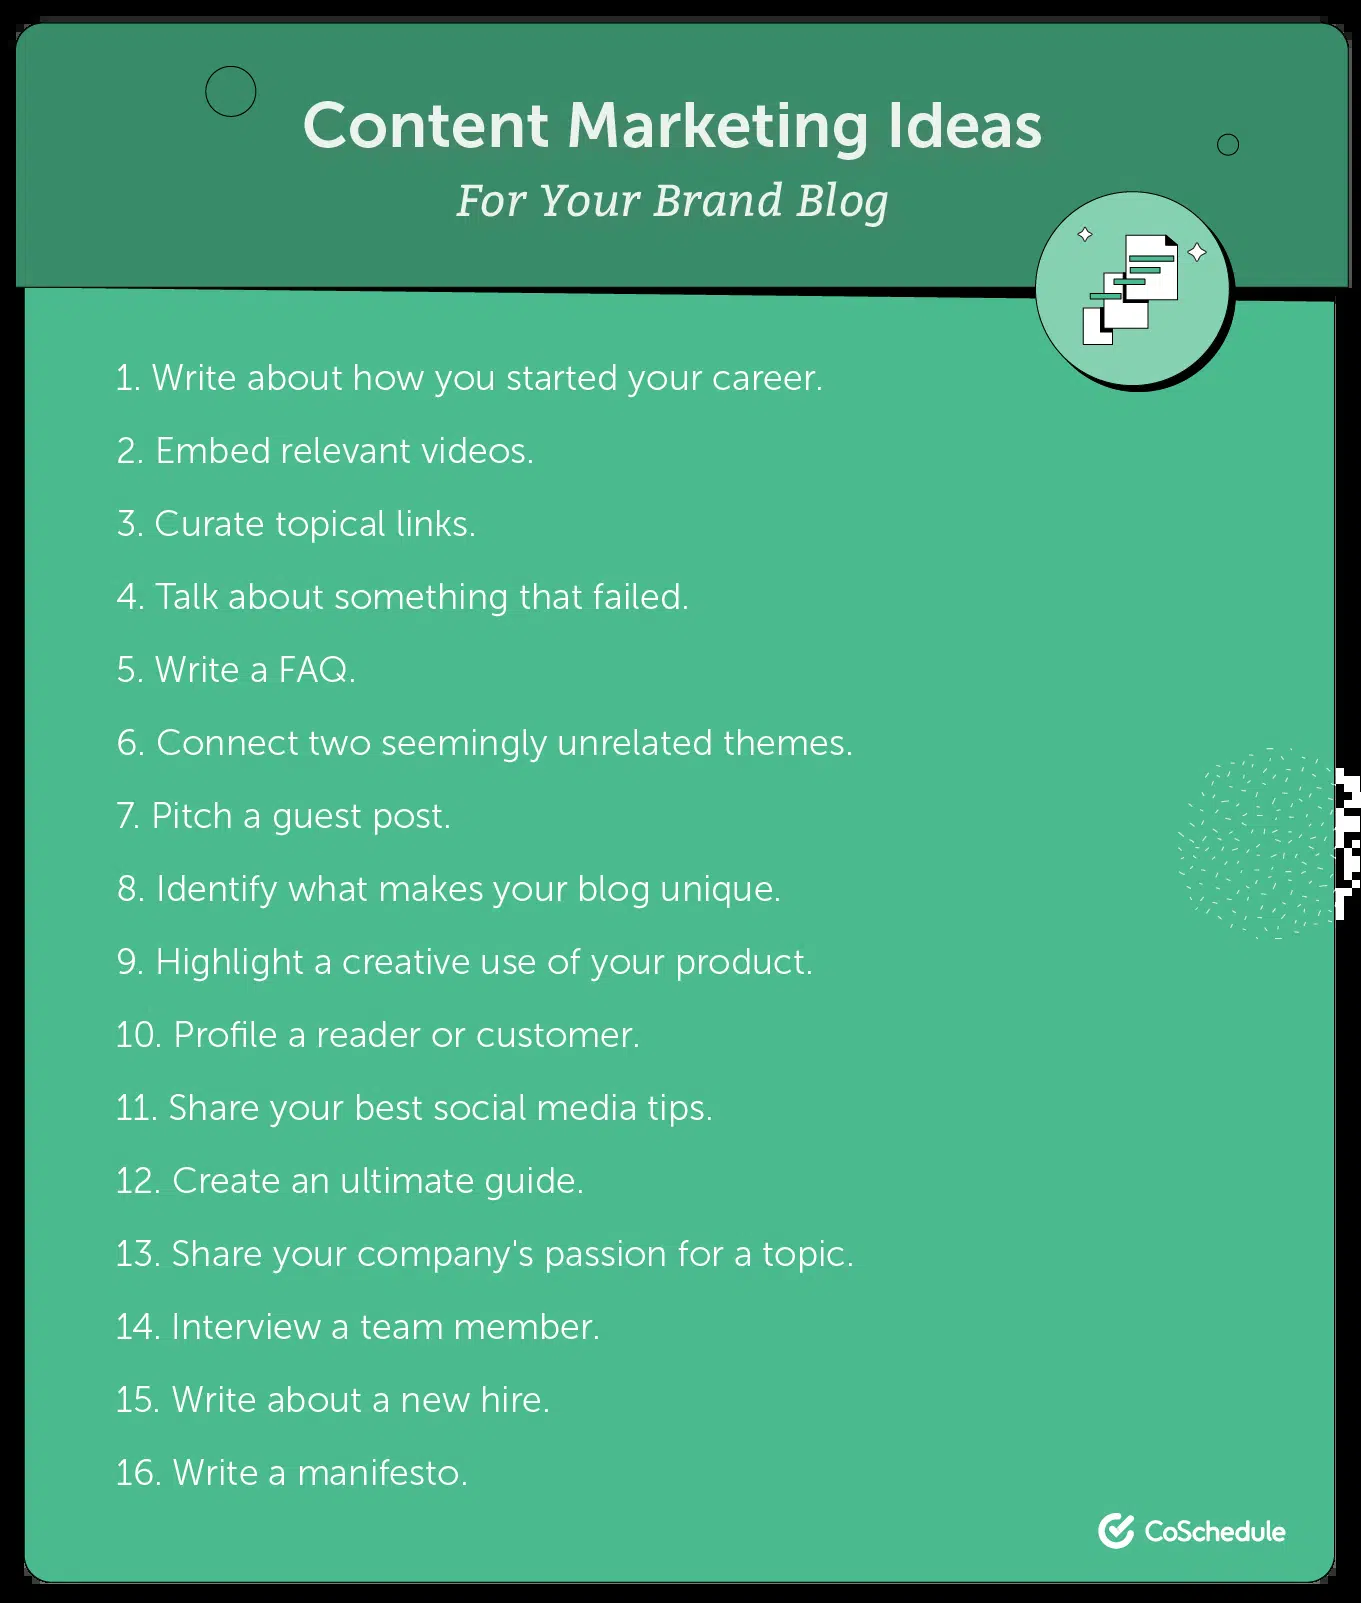 Content Marketing Ideas
For Your Brand Blog
1. Write about how you started your career.
2. Embed relevant videos.
3. Curate topical links.
4. Talk about something that failed.
5. Write a FAQ.
6. Connect two seemingly unrelated themes.
7. Pitch a guest post.
8. Identify what makes your blog unique.
9. Highlight a creative use of your product.
10. Profile a reader or customer.
11. Share your best social media tips.
12. Create an ultimate guide.
13. Share your company's passion for a topic.
14. Interview a team member.
15. Write about a new hire.
16. Write a manifesto.
CoSchedule